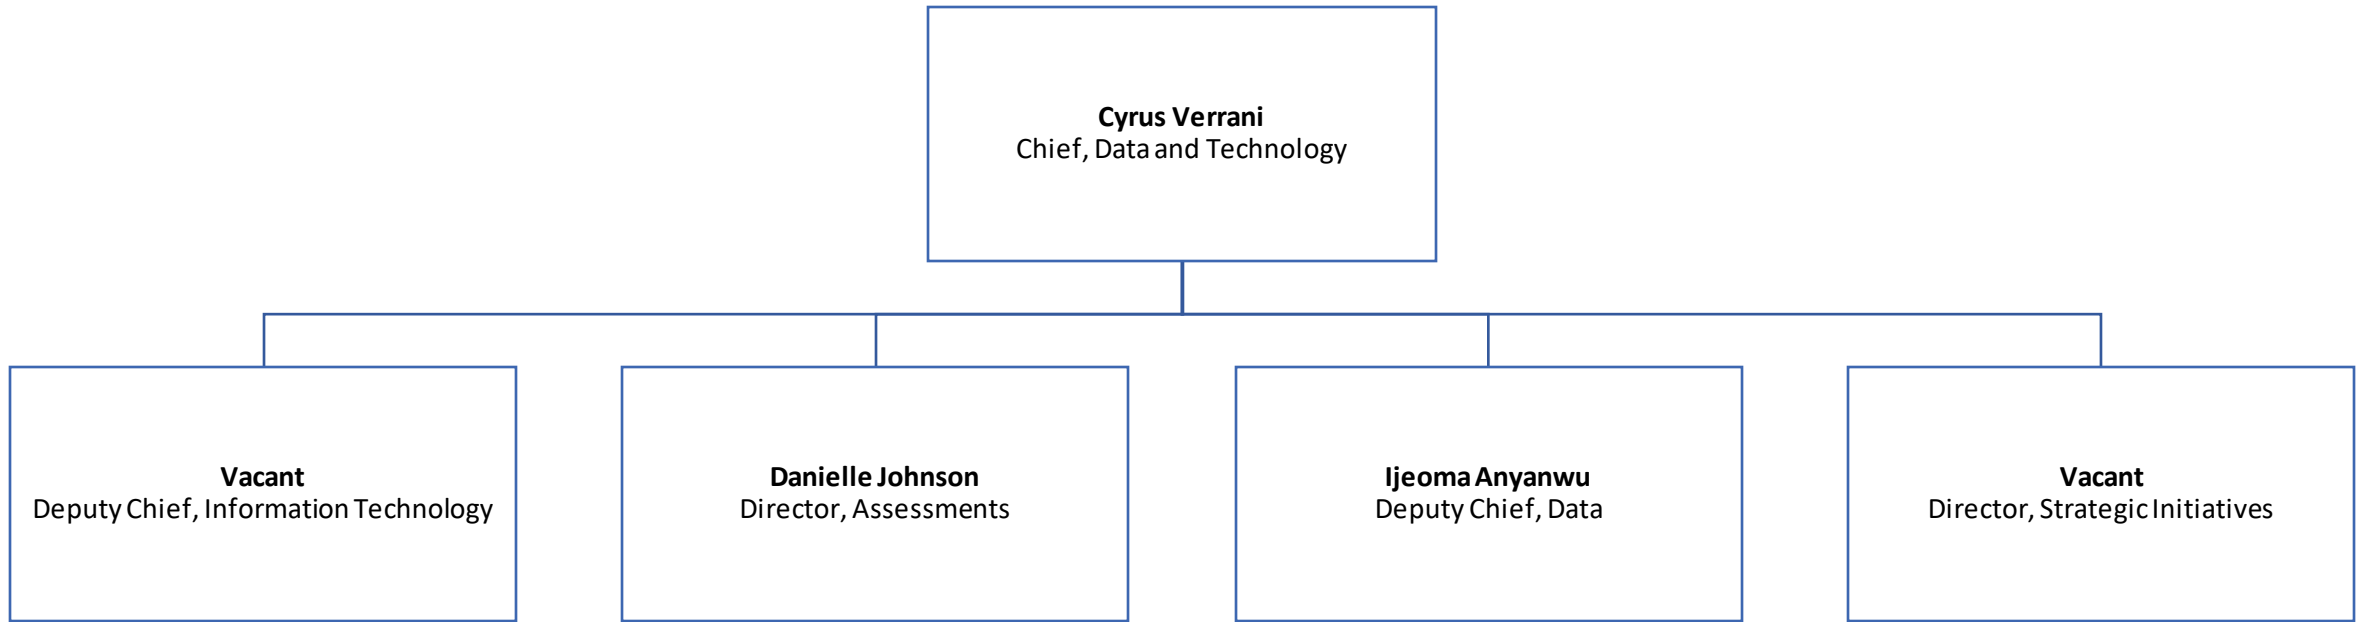 Cyrus Verrani
Chief, Data and Technology
Vacant
Deputy Chief, Information Technology
Danielle Johnson
Director, Assessments
Ijeoma Anyanwu
Deputy Chief, Data
Vacant
Director, Strategic Initiatives